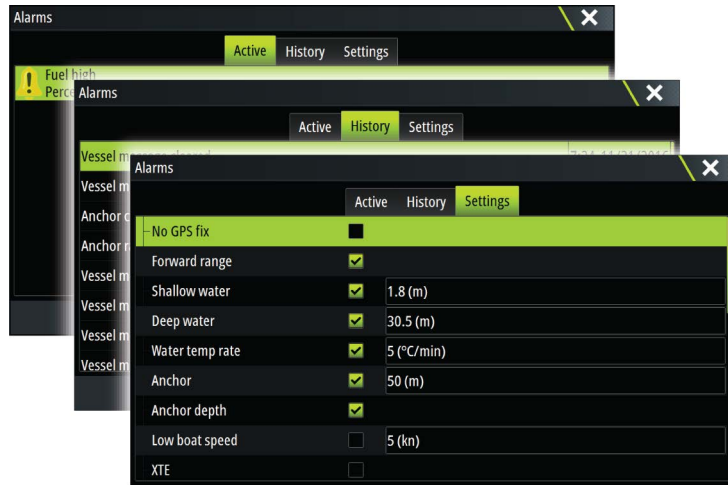 Alarms
Active History Settings
Fuel high
Alarms
Active History Settings
Vessel
Vessel
Anchor
Anchor
Vessel
Vessel
Vessel
Vessel
Alarms
Active History Settings
No GPS fix
Forward range
Shallow water 1.8 (m)
Deep water 30.5 (m)
Water temp rate 5 (°C/min)
Anchor 50 (m)
Anchor depth
Low boat speed 5 (kn)
XTE